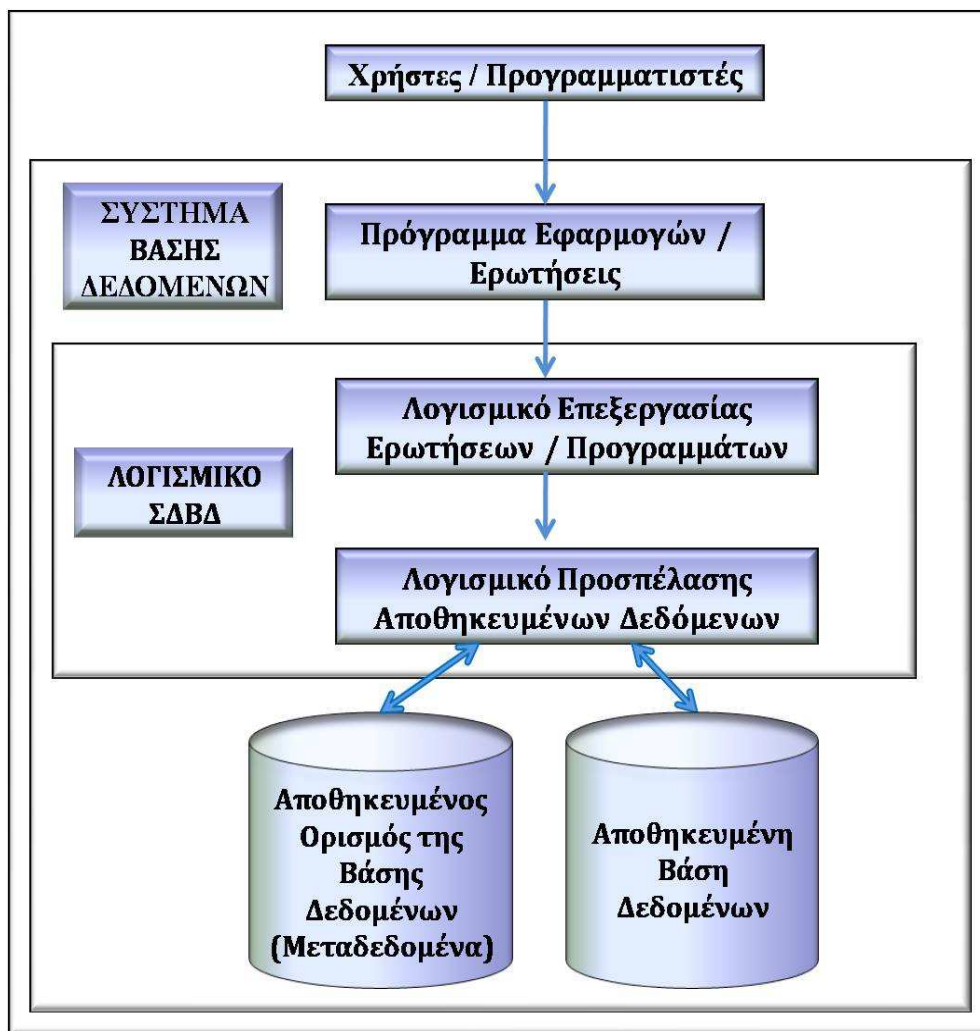 Χρήστες / Προγραμματιστές
ΣΥΣΤΗΜΑ
ΒΑΣΗΣ
ΔΕΔΟΜΕΝΩΝ
Πρόγραμμα Εφαρμογών /
Ερωτήσεις
Λογισμικό Επεξεργασίας
Ερωτήσεων / Προγραμμάτων
ΛΟΓΙΣΜΙΚΟ
ΣΔΒΔ
Λογισμικό Προσπέλασης
Αποθηκευμένων Δεδόμενων
Αποθηκευμένος
Ορισμός της
Βάσης
Δεδομένων
(Μεταδεδομένα)
Αποθηκευμένη
Βάση
Δεδομένων